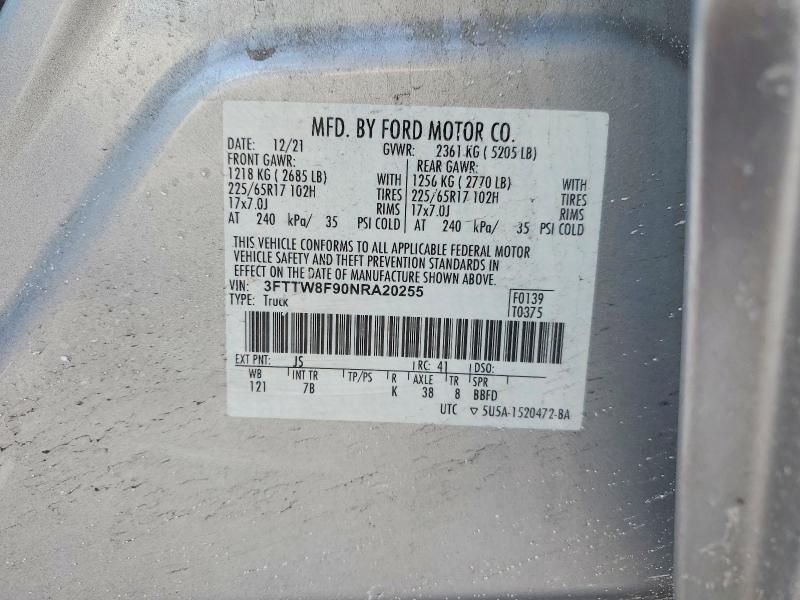 MFD. BY FORD MOTOR CO.
DATE: 12/21 GVWR: 2361 KG ( 5205 LB)
FRONT GAWR: REAR GAWR:
1218 KG ( 2685 LB) WITH 1256 KG ( 2770 LB) WITH
225/65R17 102H TIRES 225/65R17 102H TIRES
17x7.0J RIMS 17x7.0J RIMS
AT 240 kPa/ 35 PSI COLD AT 240 kPa/ 35 PSI COLD
THIS VEHICLE CONFORMS TO ALL APPLICABLE FEDERAL MOTOR
VEHICLE SAFETY AND THEFT PREVENTION STANDARDS IN
EFFECT ON THE DATE OF MANUFACTURE SHOWN ABOVE.
VIN: 3FTTW8F90NRA20255
TYPE: Truck
F0139
T0375
EXT PNT: JS RC: 41 DSO:
WB INT TR TP/PS R AXLE TR SPR
121 7B K 38 8 BBFD
UTC ▽ 5U5A-1520472-BA